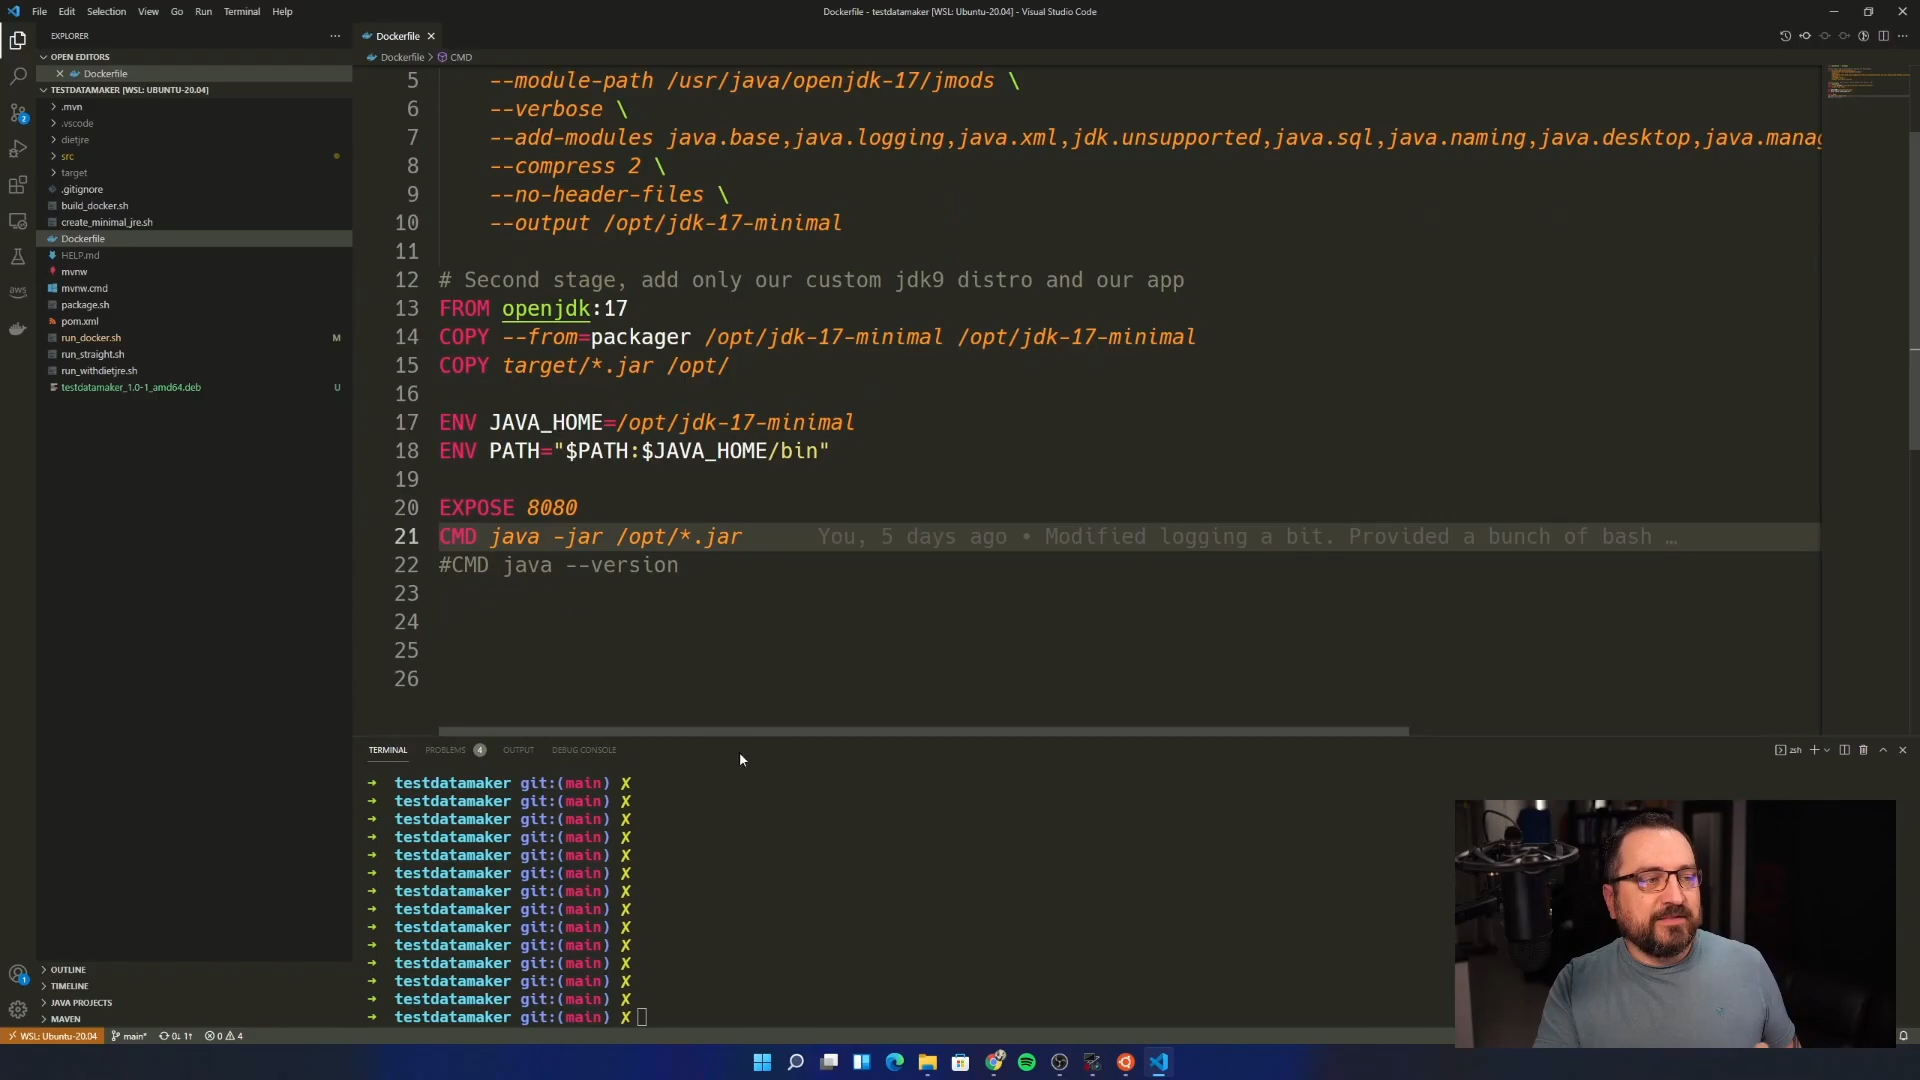 File Edit Selection View Go Run Terminal Help
Dockerfile - testdatamaker [WSL: Ubuntu-20.04] - Visual Studio Code
EXPLORER
OPEN EDITORS
Dockerfile
TESTDATAMAKER [WSL: UBUNTU-20.04]
.mvn
.vscode
dietjre
src
target
.gitignore
build_docker.sh
create_minimal_jre.sh
Dockerfile
HELP.md
mvnw
mvnw.cmd
package.sh
pom.xml
run_docker.sh M
run_straight.sh
run_withdietjre.sh
testdatamaker_1.0-1_amd64.deb U
OUTLINE
TIMELINE
JAVA PROJECTS
MAVEN
2
aws
1
Dockerfile
Dockerfile > CMD
5 --module-path /usr/java/openjdk-17/jmods \
6 --verbose \
7 --add-modules java.base,java.logging,java.xml,jdk.unsupported,java.sql,java.naming,java.desktop,java.manag
8 --compress 2 \
9 --no-header-files \
10 --output /opt/jdk-17-minimal
11
12 # Second stage, add only our custom jdk9 distro and our app
13 FROM openjdk:17
14 COPY --from=packager /opt/jdk-17-minimal /opt/jdk-17-minimal
15 COPY target/*.jar /opt/
16
17 ENV JAVA_HOME=/opt/jdk-17-minimal
18 ENV PATH="$PATH:$JAVA_HOME/bin"
19
20 EXPOSE 8080
21 CMD java -jar /opt/*.jar You, 5 days ago • Modified logging a bit. Provided a bunch of bash …
22 #CMD java --version
23
24
25
26
TERMINAL PROBLEMS 4 OUTPUT DEBUG CONSOLE
zsh
➜ testdatamaker git:(main) ✗
➜ testdatamaker git:(main) ✗
➜ testdatamaker git:(main) ✗
➜ testdatamaker git:(main) ✗
➜ testdatamaker git:(main) ✗
➜ testdatamaker git:(main) ✗
➜ testdatamaker git:(main) ✗
➜ testdatamaker git:(main) ✗
➜ testdatamaker git:(main) ✗
➜ testdatamaker git:(main) ✗
➜ testdatamaker git:(main) ✗
➜ testdatamaker git:(main) ✗
➜ testdatamaker git:(main) ✗
➜ testdatamaker git:(main) ✗
WSL: Ubuntu-20.04 main* 0↓ 1↑ 0 4